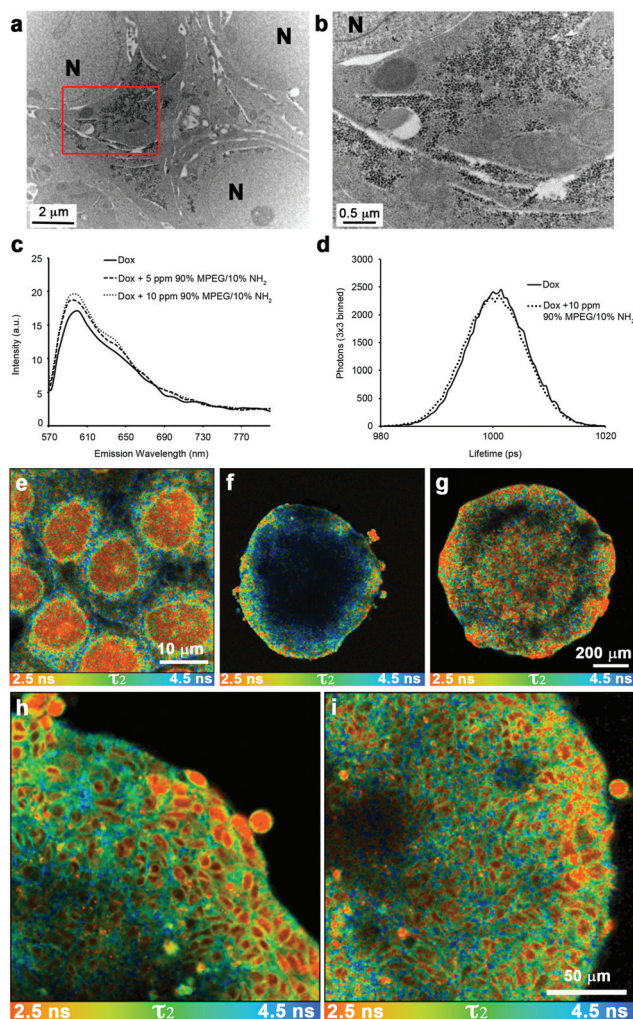 a
N
N
N
2 μm
b
N
0.5 μm
c
Dox
Dox + 5 ppm 90% MPEG/10% NH2
Dox + 10 ppm 90% MPEG/10% NH2
Intensity (a.u.)
25
20
15
10
5
0
570 610 650 690 730 770
Emission Wavelength (nm)
d
Dox
Dox +10 ppm
90% MPEG/10% NH2
Photons (3x3 binned)
3000
2500
2000
1500
1000
500
0
980 1000 1020
Lifetime (ps)
e
10 μm
2.5 ns τ2 4.5 ns
f
2.5 ns τ2 4.5 ns
g
200 μm
2.5 ns τ2 4.5 ns
h
2.5 ns τ2 4.5 ns
i
50 μm
2.5 ns τ2 4.5 ns